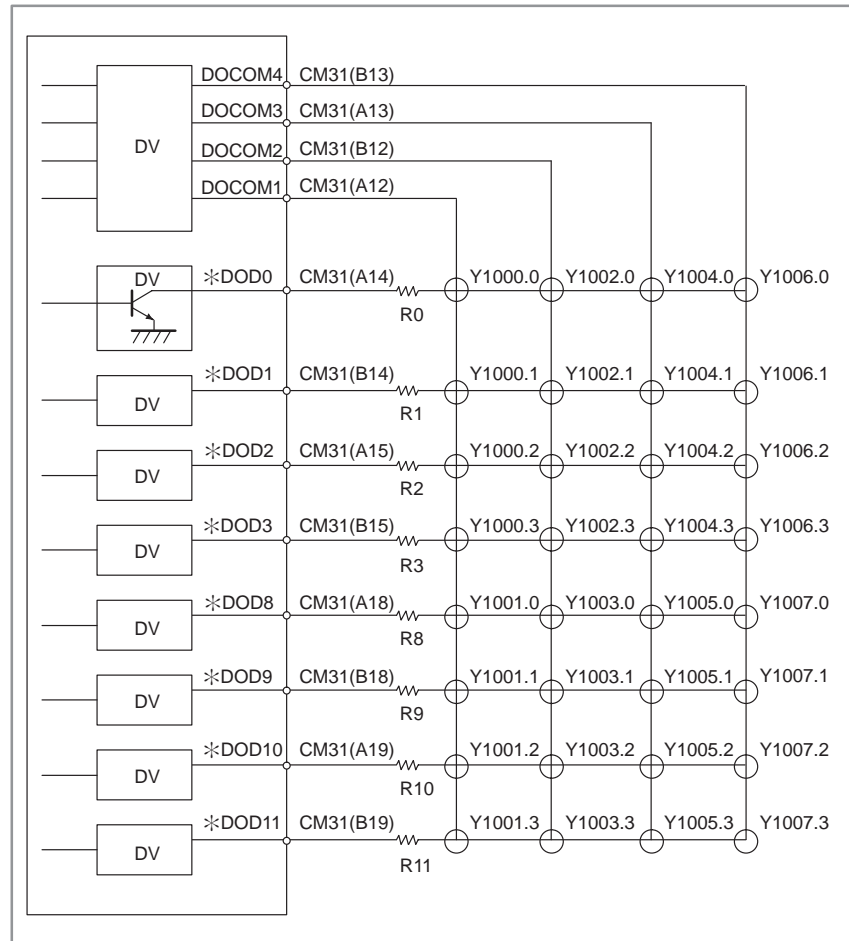 DOCOM4 CM31(B13)
DOCOM3 CM31(A13)
DV
DOCOM2 CM31(B12)
DOCOM1 CM31(A12)
DV ＊DOD0 CM31(A14) Y1000.0 Y1002.0 Y1004.0 Y1006.0
R0
＊DOD1 CM31(B14) Y1000.1 Y1002.1 Y1004.1 Y1006.1
DV R1
＊DOD2 CM31(A15) Y1000.2 Y1002.2 Y1004.2 Y1006.2
DV R2
＊DOD3 CM31(B15) Y1000.3 Y1002.3 Y1004.3 Y1006.3
DV R3
＊DOD8 CM31(A18) Y1001.0 Y1003.0 Y1005.0 Y1007.0
DV R8
＊DOD9 CM31(B18) Y1001.1 Y1003.1 Y1005.1 Y1007.1
DV R9
＊DOD10 CM31(A19) Y1001.2 Y1003.2 Y1005.2 Y1007.2
DV R10
＊DOD11 CM31(B19) Y1001.3 Y1003.3 Y1005.3 Y1007.3
DV R11